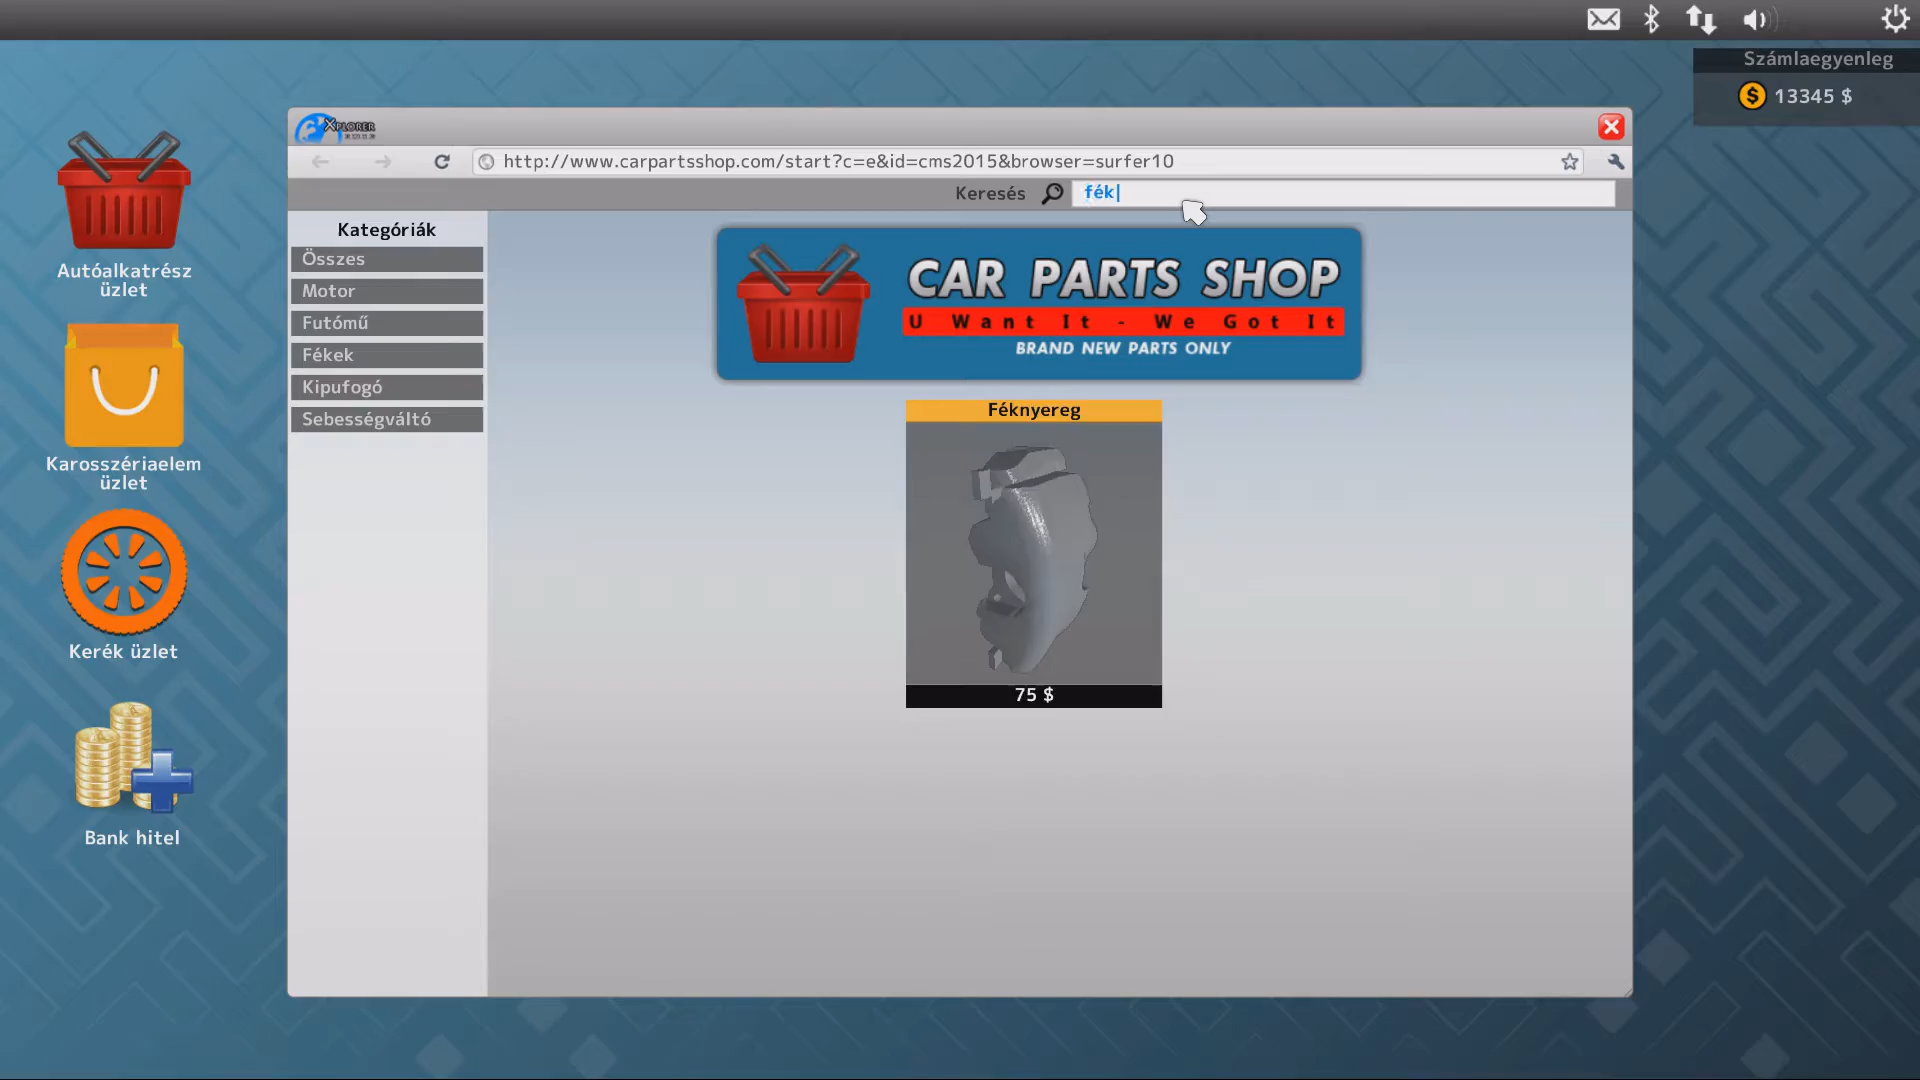 Számlaegyenleg
13345 $
XPLORER
http://www.carpartsshop.com/start?c=e&id=cms2015&browser=surfer10
Keresés
fék
Kategóriák
Összes
Motor
Futómű
Fékek
Kipufogó
Sebességváltó
CAR PARTS SHOP
U Want It - We Got It
BRAND NEW PARTS ONLY
Féknyereg
75 $
Autóalkatrész
üzlet
Karosszériaelem
üzlet
Kerék üzlet
Bank hitel